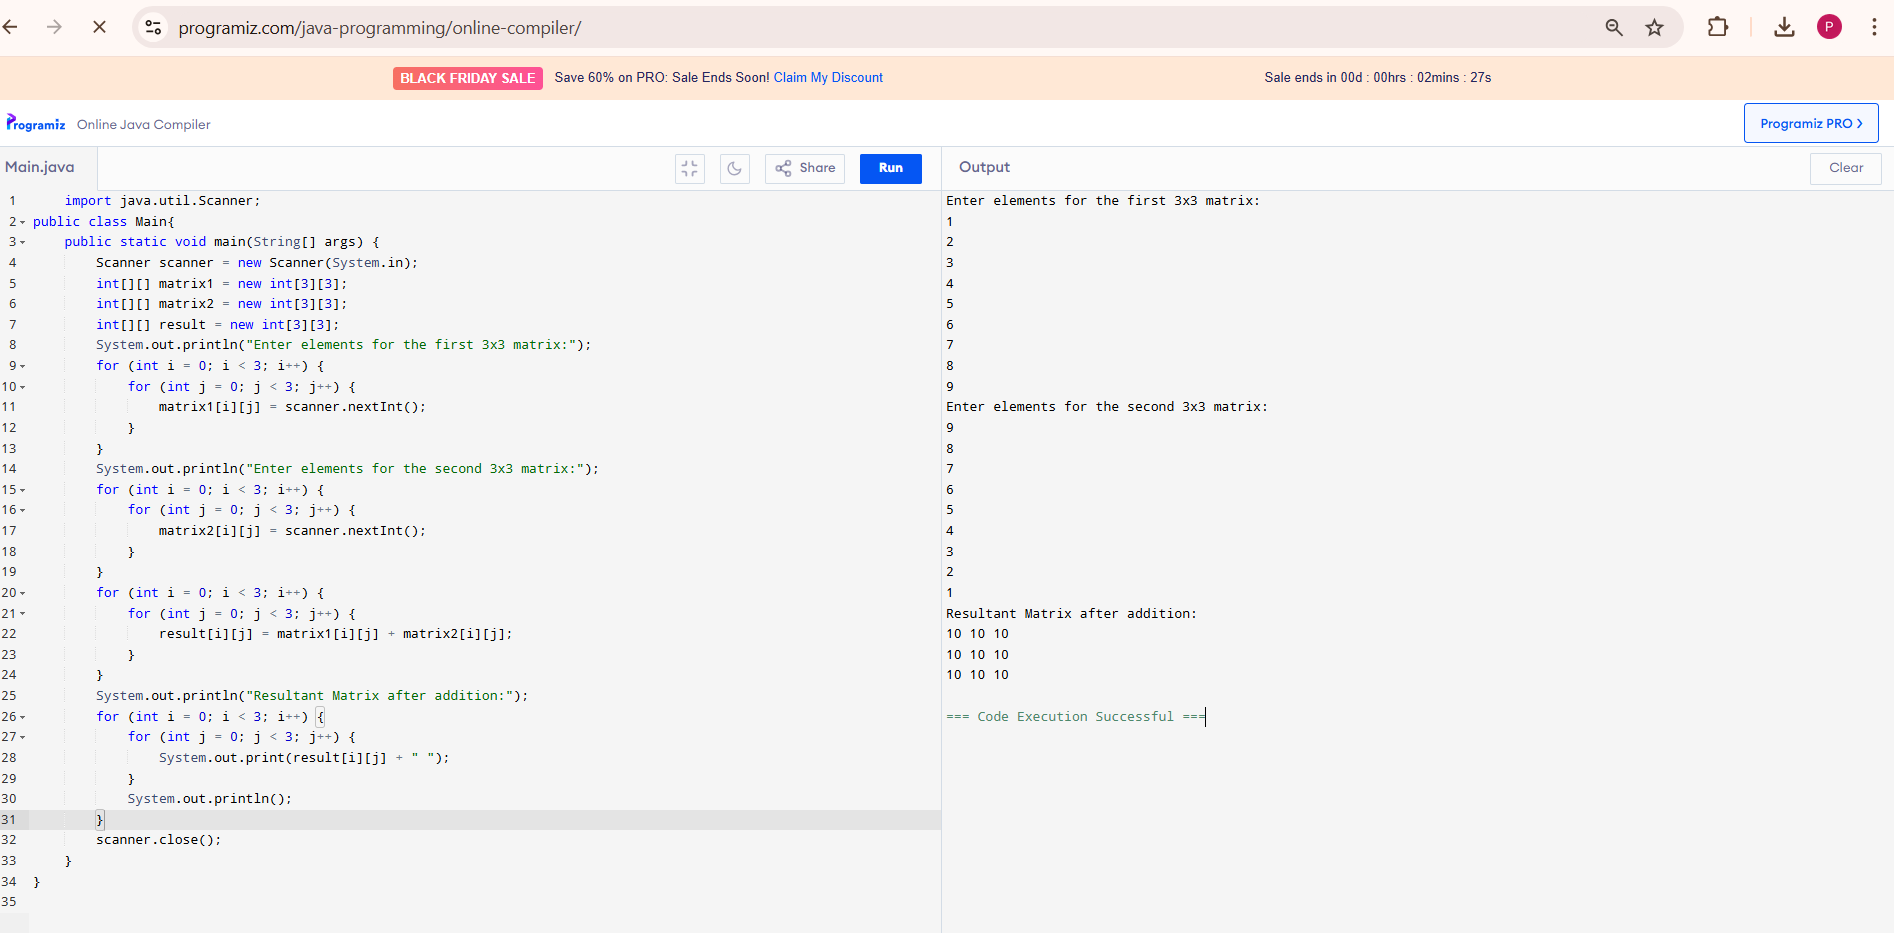 programiz.com/java-programming/online-compiler/
P
BLACK FRIDAY SALE Save 60% on PRO: Sale Ends Soon! Claim My Discount Sale ends in 00d : 00hrs : 02mins : 27s
Programiz Online Java Compiler
Programiz PRO >
Main.java
Share
Run
1     import java.util.Scanner;
2 public class Main{
3     public static void main(String[] args) {
4         Scanner scanner = new Scanner(System.in);
5         int[][] matrix1 = new int[3][3];
6         int[][] matrix2 = new int[3][3];
7         int[][] result = new int[3][3];
8         System.out.println("Enter elements for the first 3x3 matrix:");
9         for (int i = 0; i < 3; i++) {
10             for (int j = 0; j < 3; j++) {
11                 matrix1[i][j] = scanner.nextInt();
12             }
13         }
14         System.out.println("Enter elements for the second 3x3 matrix:");
15         for (int i = 0; i < 3; i++) {
16             for (int j = 0; j < 3; j++) {
17                 matrix2[i][j] = scanner.nextInt();
18             }
19         }
20         for (int i = 0; i < 3; i++) {
21             for (int j = 0; j < 3; j++) {
22                 result[i][j] = matrix1[i][j] + matrix2[i][j];
23             }
24         }
25         System.out.println("Resultant Matrix after addition:");
26         for (int i = 0; i < 3; i++) {
27             for (int j = 0; j < 3; j++) {
28                 System.out.print(result[i][j] + " ");
29             }
30             System.out.println();
31         }
32         scanner.close();
33     }
34 }
35
Output
Clear
Enter elements for the first 3x3 matrix:
1
2
3
4
5
6
7
8
9
Enter elements for the second 3x3 matrix:
9
8
7
6
5
4
3
2
1
Resultant Matrix after addition:
10 10 10
10 10 10
10 10 10
=== Code Execution Successful ===